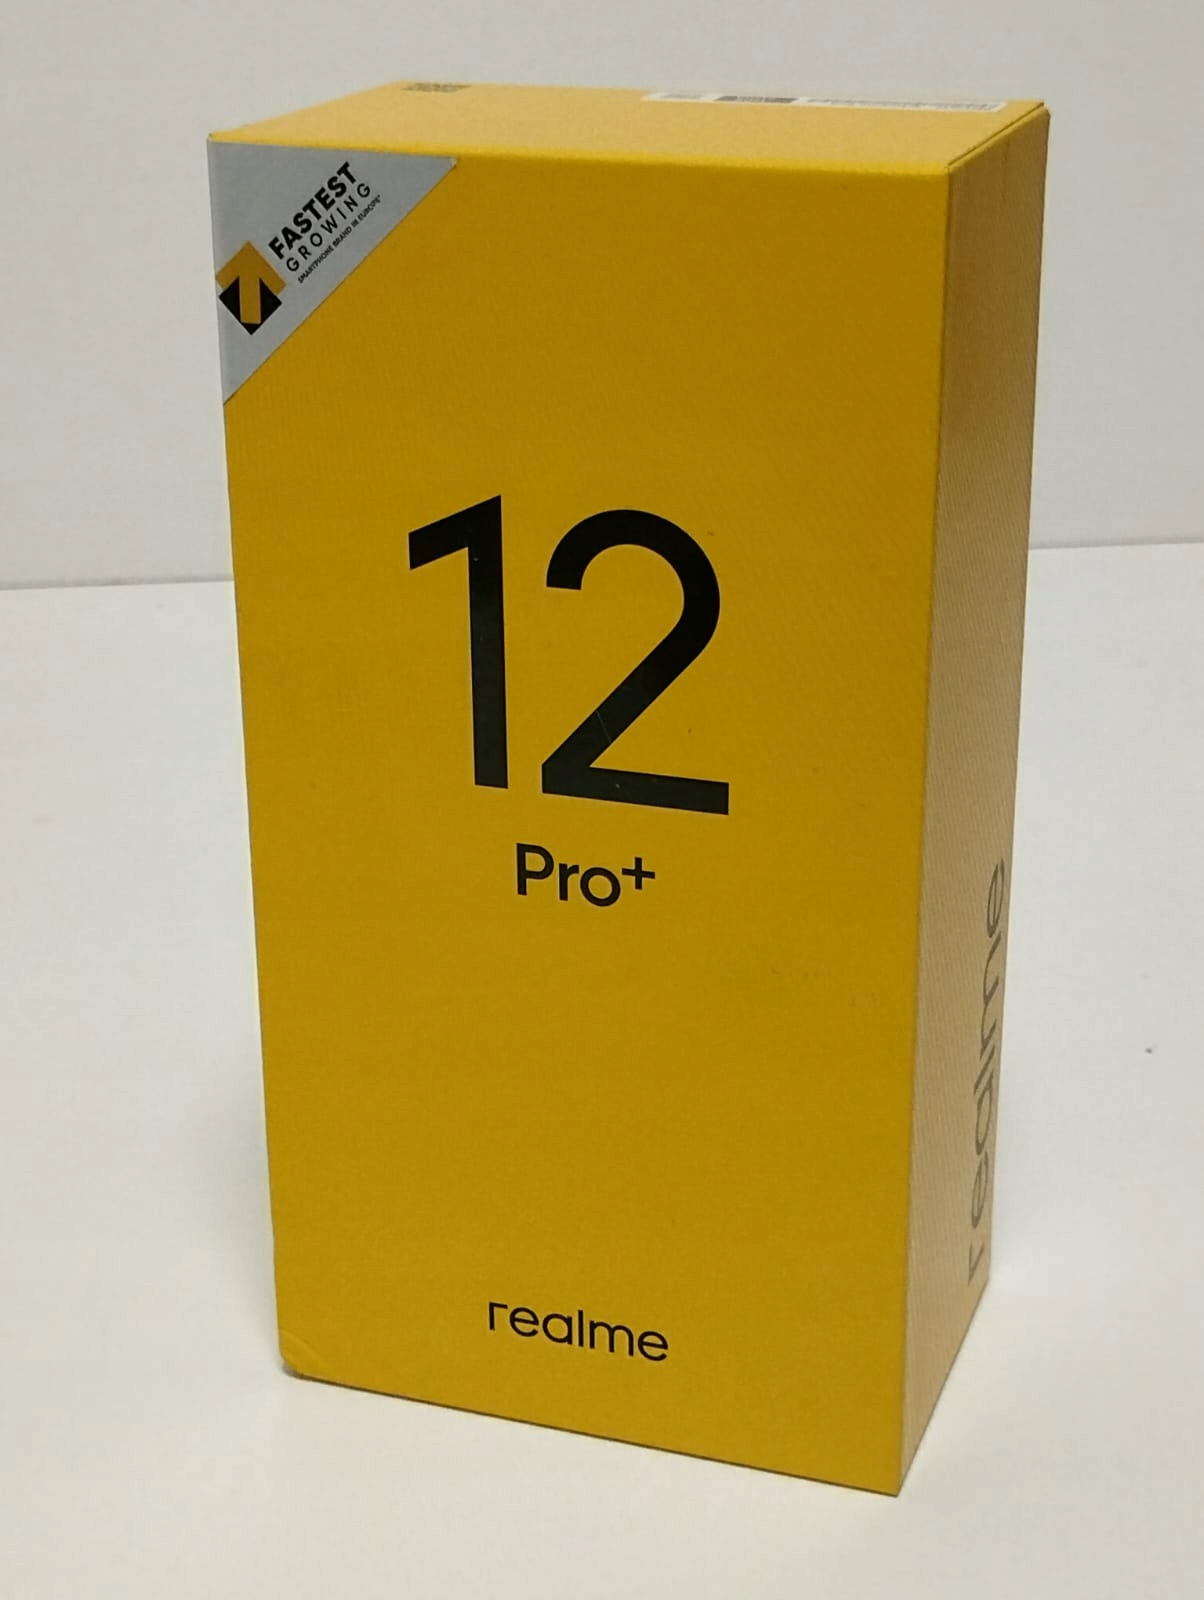 FASTEST
GROWING
SMARTPHONE BRAND IN EUROPE*
12
Pro+
realme
realme